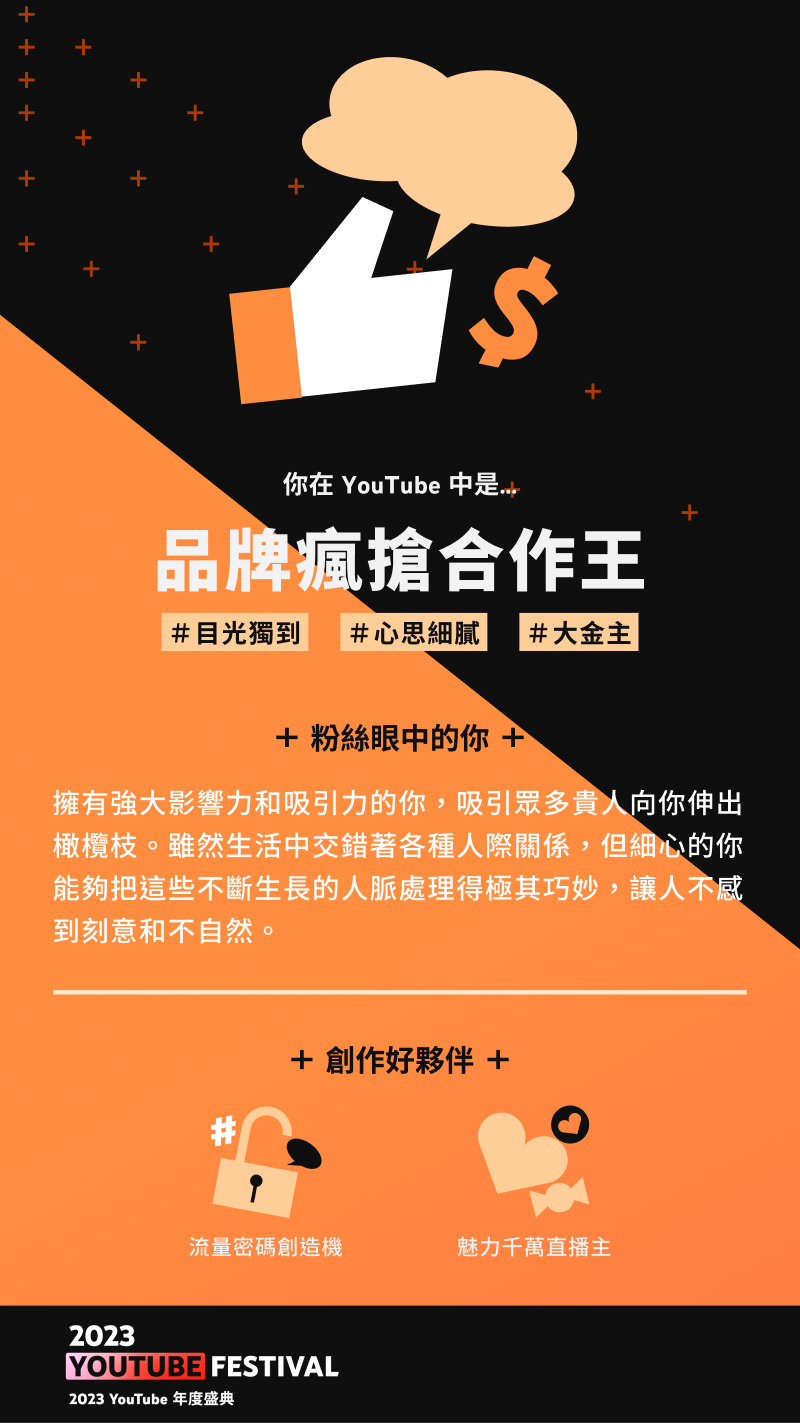 你在 YouTube 中是...
品牌瘋搶合作王
#目光獨到 #心思細膩 #大金主
+ 粉絲眼中的你 +
擁有強大影響力和吸引力的你，吸引眾多貴人向你伸出
橄欖枝。雖然生活中交錯著各種人際關係，但細心的你
能夠把這些不斷生長的人脈處理得極其巧妙，讓人不感
到刻意和不自然。
+ 創作好夥伴 +
#
流量密碼創造機 魅力千萬直播主
2023
YOUTUBE FESTIVAL
2023 YouTube 年度盛典